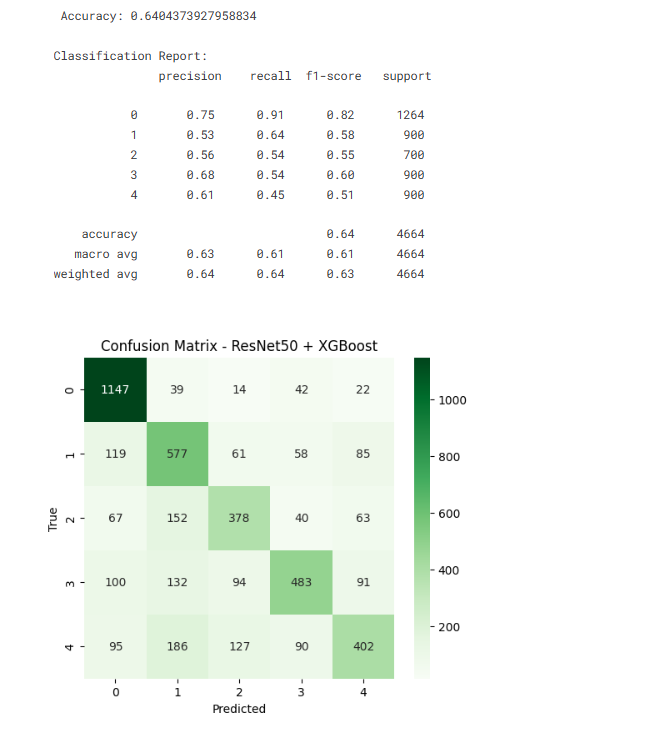 Accuracy: 0.6404373927958834
Classification Report:
precision recall f1-score support
0 0.75 0.91 0.82 1264
1 0.53 0.64 0.58 900
2 0.56 0.54 0.55 700
3 0.68 0.54 0.60 900
4 0.61 0.45 0.51 900
accuracy 0.64 4664
macro avg 0.63 0.61 0.61 4664
weighted avg 0.64 0.64 0.63 4664
Confusion Matrix - ResNet50 + XGBoost
0 1147 39 14 42 22
1 119 577 61 58 85
2 67 152 378 40 63
3 100 132 94 483 91
4 95 186 127 90 402
0 1 2 3 4
Predicted
True
1000
800
600
400
200